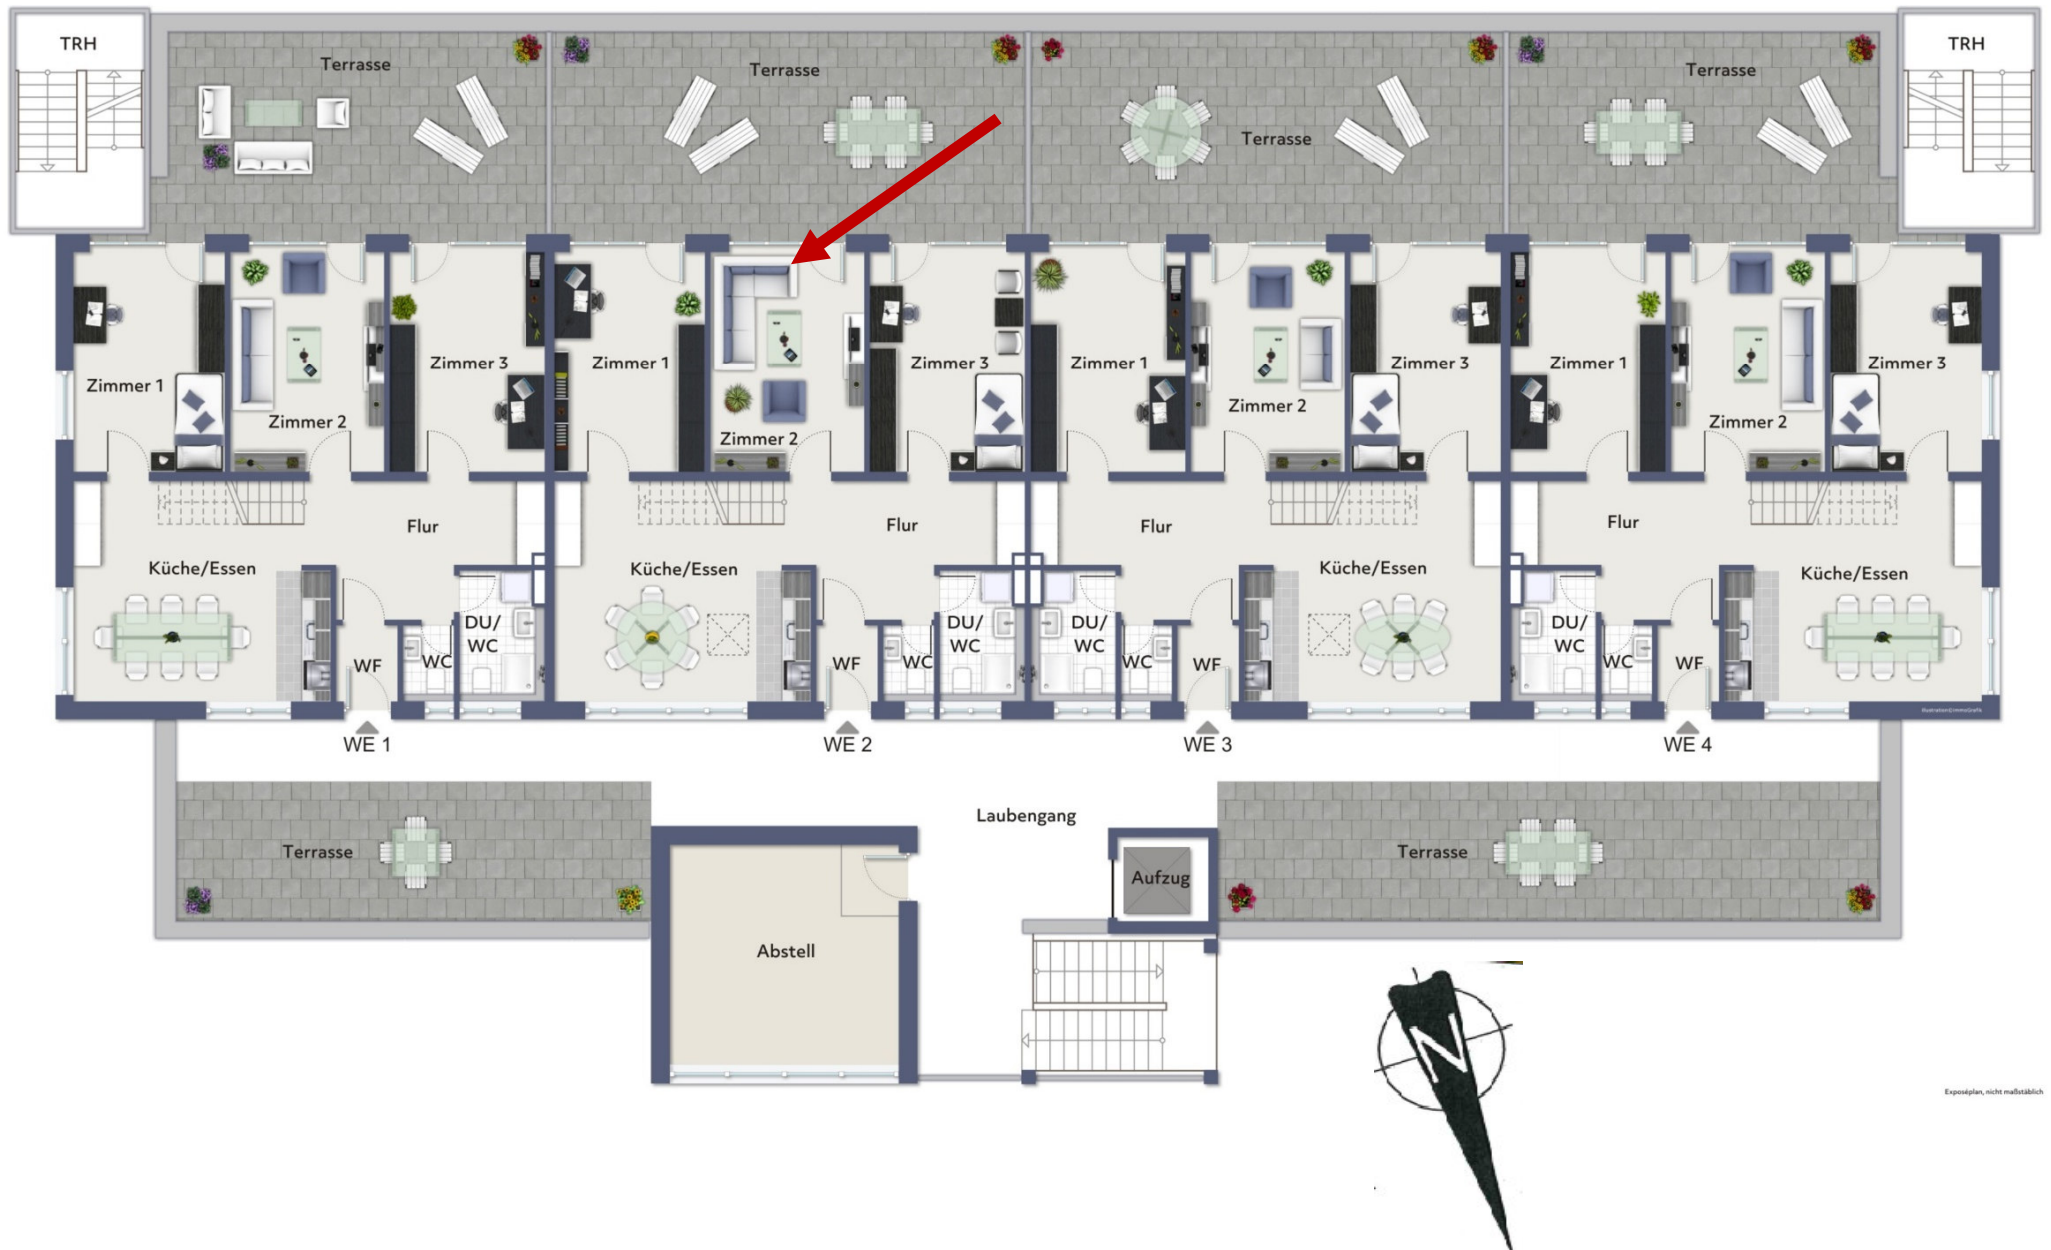 TRH
Terrasse
Terrasse
Terrasse
Terrasse
TRH
Zimmer 1
Zimmer 2
Zimmer 3
Zimmer 1
Zimmer 2
Zimmer 3
Zimmer 1
Zimmer 2
Zimmer 3
Zimmer 1
Zimmer 2
Zimmer 3
Flur
Flur
Flur
Flur
Küche/Essen
Küche/Essen
Küche/Essen
Küche/Essen
WF
WC
DU/
WC
WF
WC
DU/
WC
DU/
WC
WC
WF
DU/
WC
WC
WF
WE 1
WE 2
WE 3
WE 4
Laubengang
Terrasse
Aufzug
Terrasse
Abstell
N
Exposéplan, nicht maßstäblich